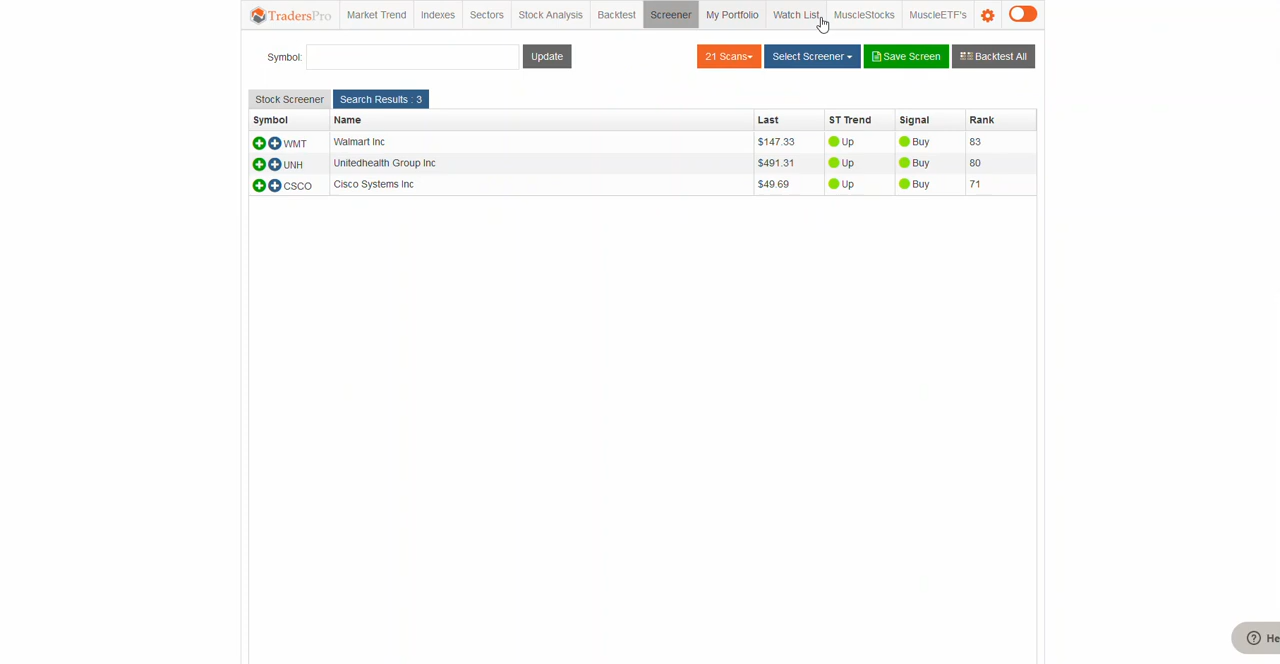 TradersPro Market Trend Indexes Sectors Stock Analysis Backtest Screener My Portfolio Watch List MuscleStocks MuscleETF's
Symbol: Update 21 Scans Select Screener Save Screen Backtest All
Stock Screener Search Results : 3
Symbol Name Last ST Trend Signal Rank
WMT Walmart Inc $147.33 Up Buy 83
UNH Unitedhealth Group Inc $491.31 Up Buy 80
CSCO Cisco Systems Inc $49.69 Up Buy 71
? He